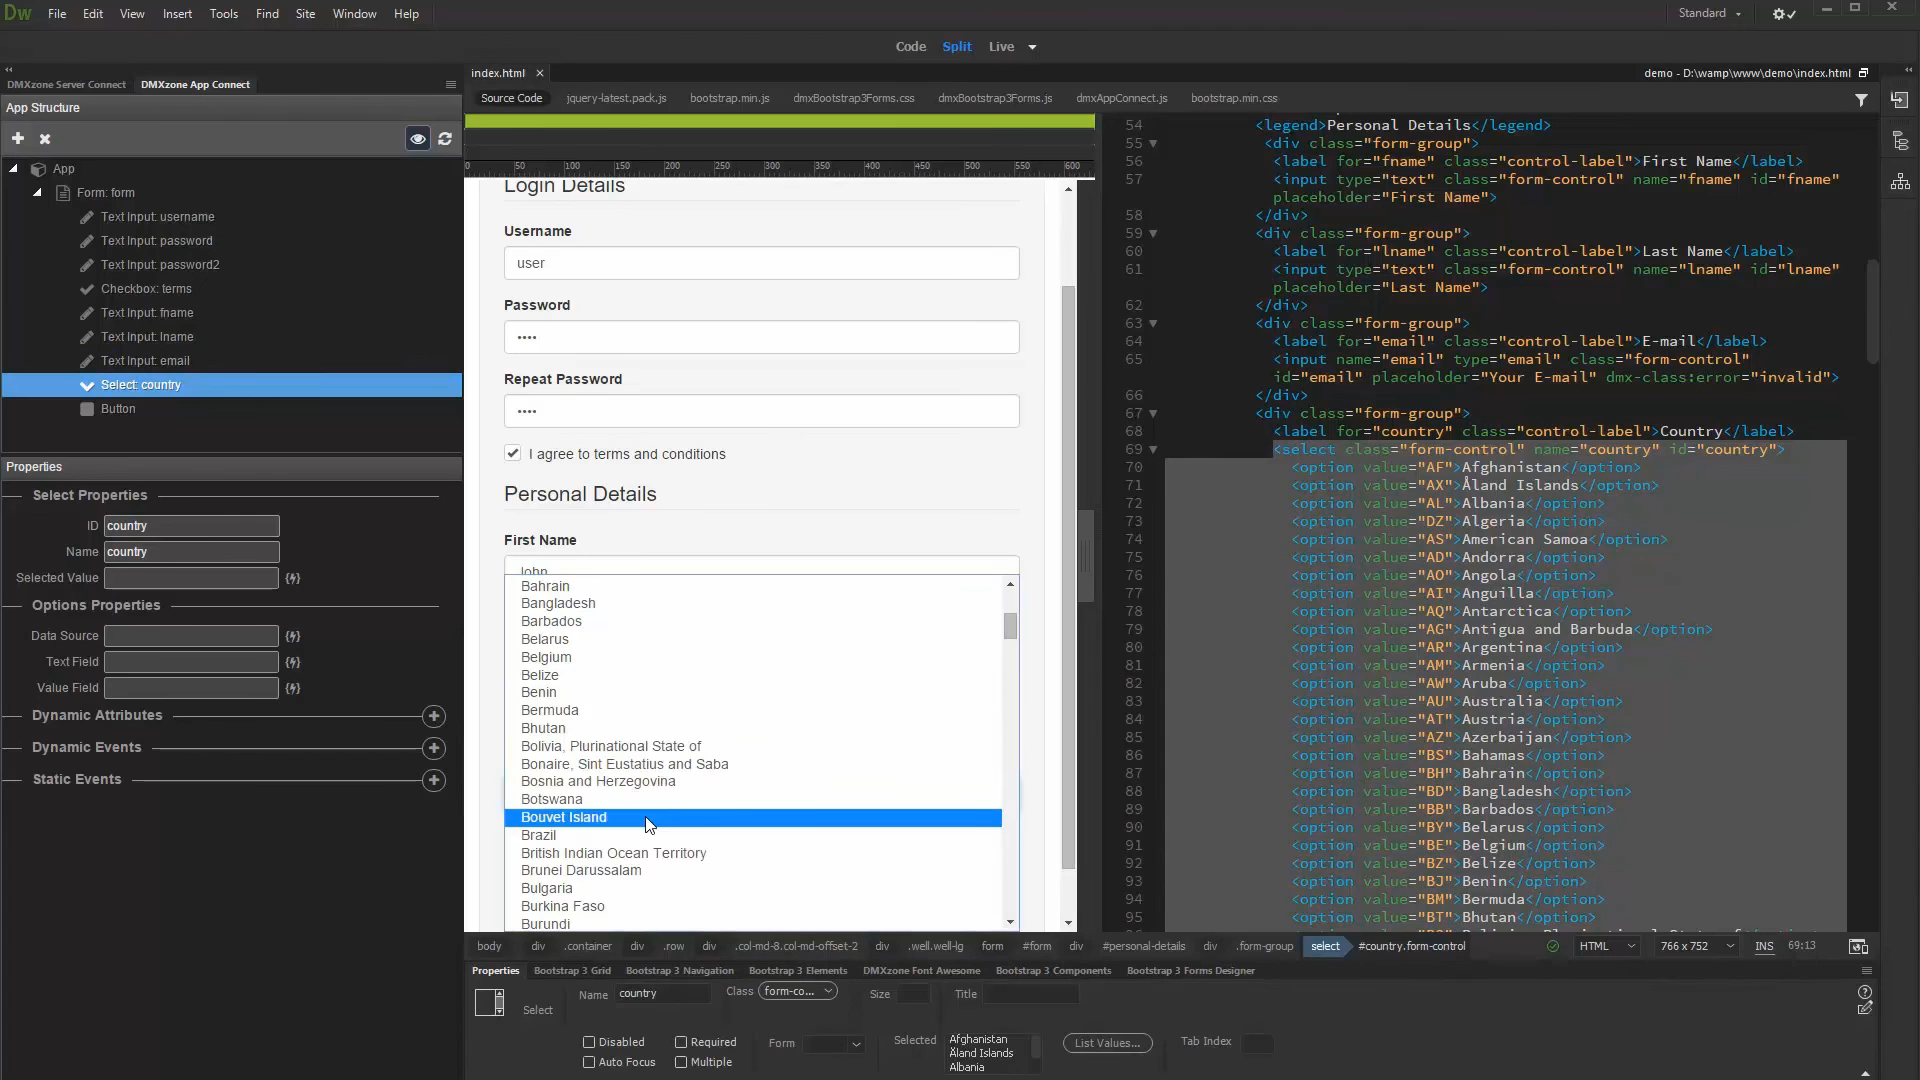 Dw File Edit View Insert Tools Find Site Window Help
Standard
Code Split Live
DMXzone Server Connect DMXzone App Connect
App Structure
App
Form: form
Text Input: username
Text Input: password
Text Input: password2
Checkbox: terms
Text Input: fname
Text Input: lname
Text Input: email
Select: country
Button
Properties
Select Properties
ID country
Name country
Selected Value
Options Properties
Data Source
Text Field
Value Field
Dynamic Attributes
Dynamic Events
Static Events
index.html
demo - D:\wamp\www\demo\index.html
Source Code jquery-latest.pack.js bootstrap.min.js dmxBootstrap3Forms.css dmxBootstrap3Forms.js dmxAppConnect.js bootstrap.min.css
0 50 100 150 200 250 300 350 400 450 500 550 600
Login Details
Username
user
Password
••••
Repeat Password
••••
I agree to terms and conditions
Personal Details
First Name
John
Bahrain
Bangladesh
Barbados
Belarus
Belgium
Belize
Benin
Bermuda
Bhutan
Bolivia, Plurinational State of
Bonaire, Sint Eustatius and Saba
Bosnia and Herzegovina
Botswana
Bouvet Island
Brazil
British Indian Ocean Territory
Brunei Darussalam
Bulgaria
Burkina Faso
Burundi
54 <legend>Personal Details</legend>
55 <div class="form-group">
56 <label for="fname" class="control-label">First Name</label>
57 <input type="text" class="form-control" name="fname" id="fname"
placeholder="First Name">
58 </div>
59 <div class="form-group">
60 <label for="lname" class="control-label">Last Name</label>
61 <input type="text" class="form-control" name="lname" id="lname"
placeholder="Last Name">
62 </div>
63 <div class="form-group">
64 <label for="email" class="control-label">E-mail</label>
65 <input name="email" type="email" class="form-control"
id="email" placeholder="Your E-mail" dmx-class:error="invalid">
66 </div>
67 <div class="form-group">
68 <label for="country" class="control-label">Country</label>
69 <select class="form-control" name="country" id="country">
70 <option value="AF">Afghanistan</option>
71 <option value="AX">Åland Islands</option>
72 <option value="AL">Albania</option>
73 <option value="DZ">Algeria</option>
74 <option value="AS">American Samoa</option>
75 <option value="AD">Andorra</option>
76 <option value="AO">Angola</option>
77 <option value="AI">Anguilla</option>
78 <option value="AQ">Antarctica</option>
79 <option value="AG">Antigua and Barbuda</option>
80 <option value="AR">Argentina</option>
81 <option value="AM">Armenia</option>
82 <option value="AW">Aruba</option>
83 <option value="AU">Australia</option>
84 <option value="AT">Austria</option>
85 <option value="AZ">Azerbaijan</option>
86 <option value="BS">Bahamas</option>
87 <option value="BH">Bahrain</option>
88 <option value="BD">Bangladesh</option>
89 <option value="BB">Barbados</option>
90 <option value="BY">Belarus</option>
91 <option value="BE">Belgium</option>
92 <option value="BZ">Belize</option>
93 <option value="BJ">Benin</option>
94 <option value="BM">Bermuda</option>
95 <option value="BT">Bhutan</option>
body div .container div .row div .col-md-8.col-md-offset-2 div .well.well-lg form #form div #personal-details div .form-group select #country.form-control
HTML 766 x 752 INS 69:13
Properties Bootstrap 3 Grid Bootstrap 3 Navigation Bootstrap 3 Elements DMXzone Font Awesome Bootstrap 3 Components Bootstrap 3 Forms Designer
Select Name country Class form-co... Size Title
Disabled Required Form Selected Afghanistan List Values... Tab Index
Åland Islands
Auto Focus Multiple Albania